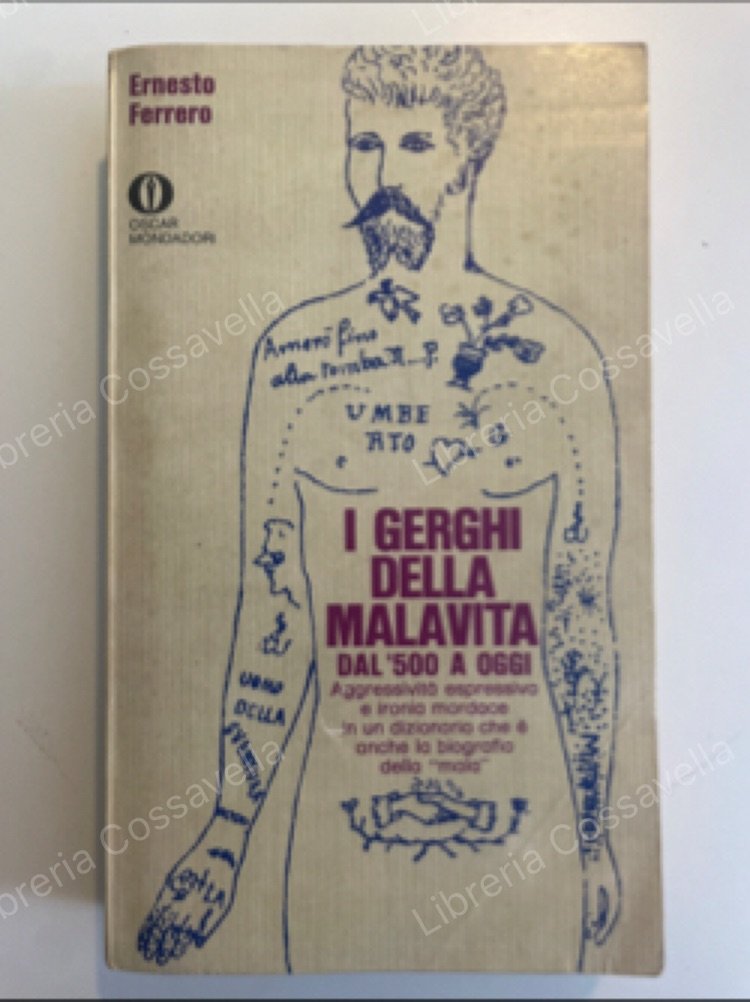 Ernesto
Ferrero
OSCAR
MONDADORI
Amerò fino
alla tomba
UMBE
RTO
I GERGHI
DELLA
MALAVITA
DAL '500 A OGGI
Aggressività espressiva
e ironia mordace
in un dizionario che è
anche la biografia
della "mala"
UOMO
DELLA
CON LA
Libreria Cossavella
Libreria Cossavella
Libreria Cossavella
Libreria Cossavella
Libreria Cossavella